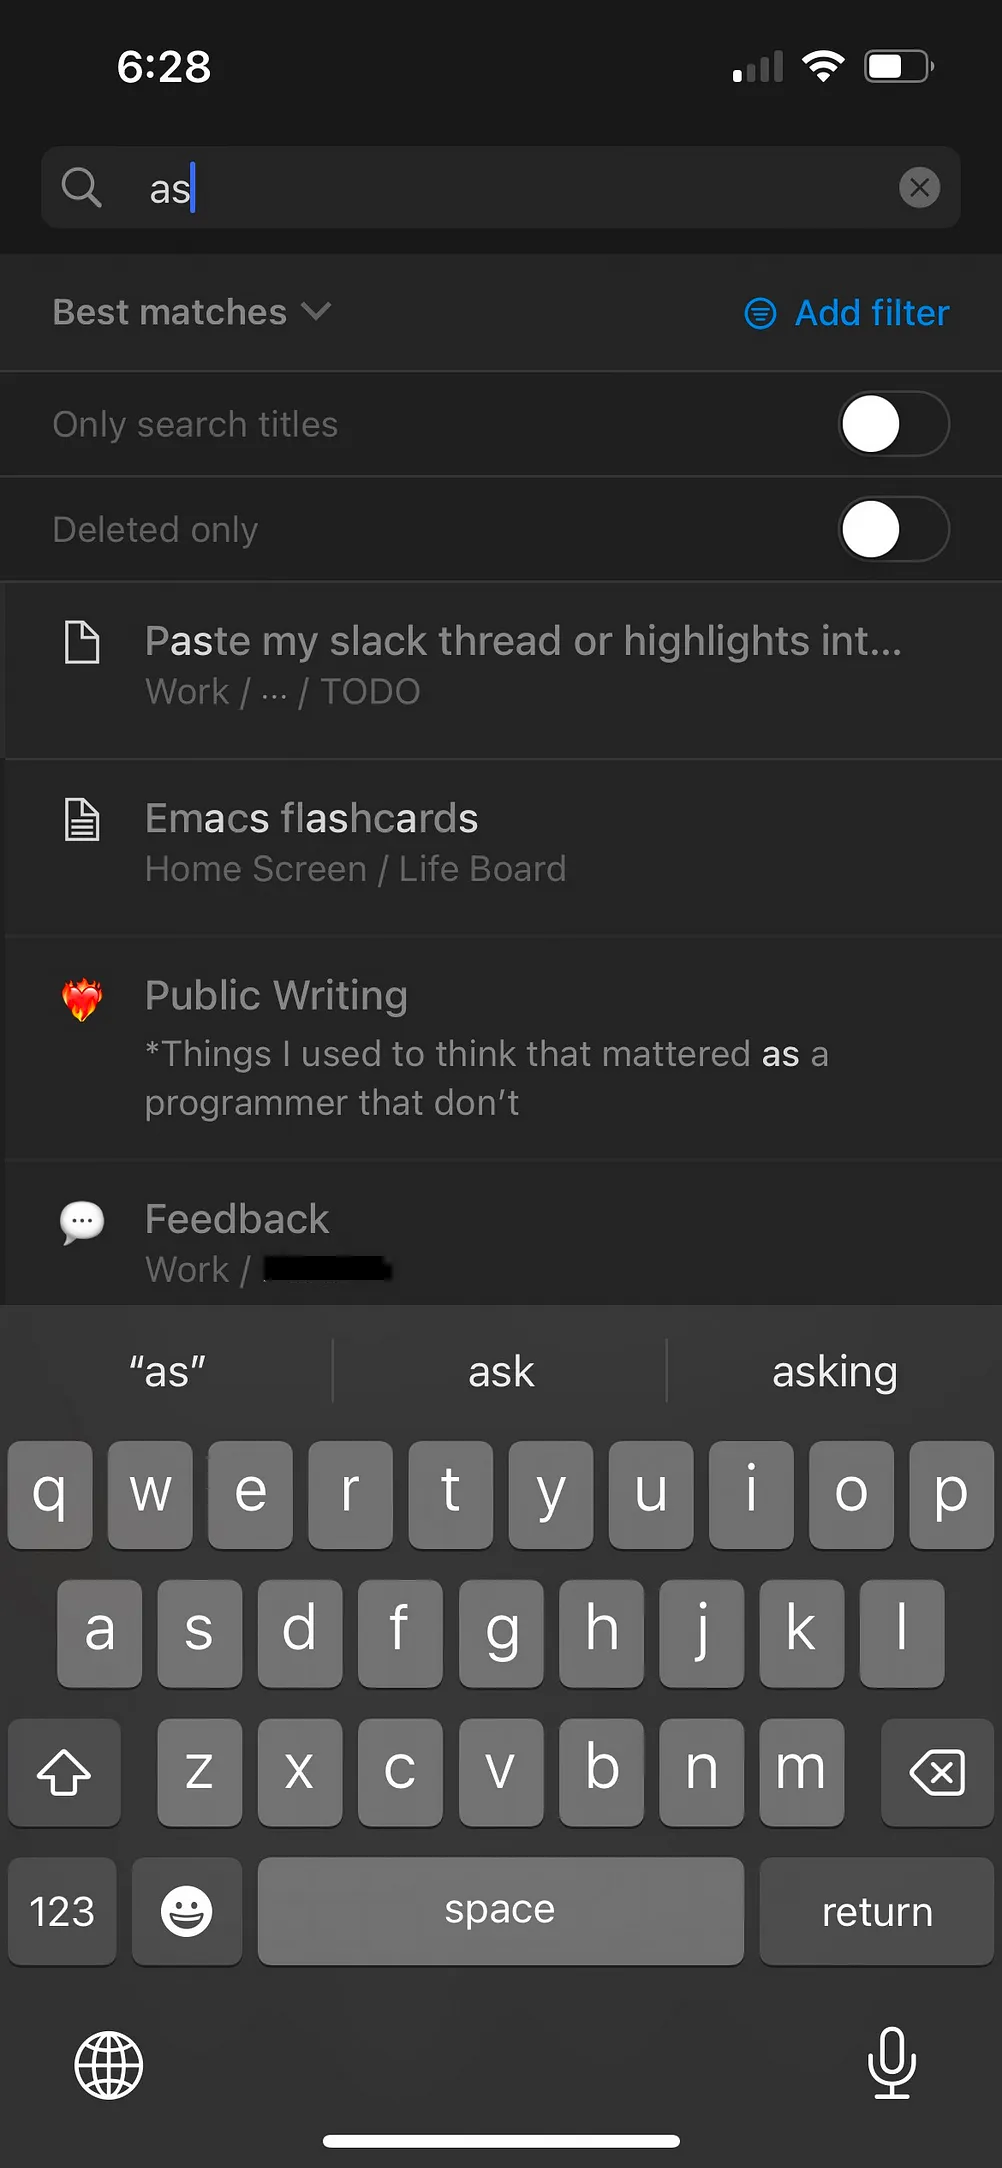 6:28
as
Best matches
Add filter
Only search titles
Deleted only
Paste my slack thread or highlights int...
Work / ... / TODO
Emacs flashcards
Home Screen / Life Board
Public Writing
*Things I used to think that mattered as a
programmer that don’t
Feedback
Work /
“as” ask asking
q w e r t y u i o p
a s d f g h j k l
z x c v b n m
123 space return